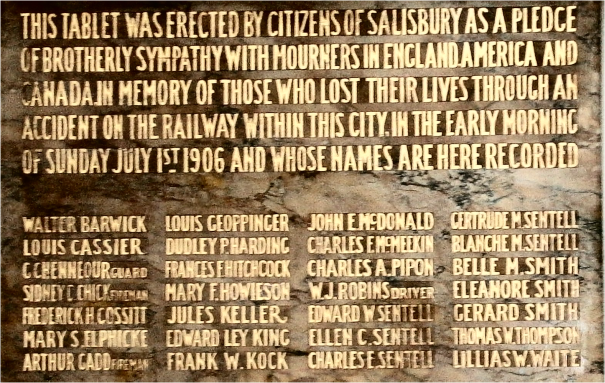 THIS TABLET WAS ERECTED BY CITIZENS OF SALISBURY AS A PLEDGE
OF BROTHERLY SYMPATHY WITH MOURNERS IN ENGLAND,AMERICA AND
CANADA,IN MEMORY OF THOSE WHO LOST THEIR LIVES THROUGH AN
ACCIDENT ON THE RAILWAY WITHIN THIS CITY, IN THE EARLY MORNING
OF SUNDAY JULY 1ST 1906 AND WHOSE NAMES ARE HERE RECORDED
WALTER BARWICK
LOUIS CASSIER
C.CHENNEOUR GUARD
SIDNEY C.CHICK FIREMAN
FREDERICK H.COSSITT
MARY S.ELPHICKE
ARTHUR GADD FIREMAN
LOUIS GEOPPINGER
DUDLEY P.HARDING
FRANCES F.HITCHCOCK
MARY F.HOWIESON
JULES KELLER
EDWARD LEY KING
FRANK W. KOCK
JOHN E.McDONALD
CHARLES F.McMEEKIN
CHARLES A.PIPON
W.J.ROBINS DRIVER
EDWARD W.SENTELL
ELLEN C.SENTELL
CHARLES E.SENTELL
GERTRUDE M.SENTELL
BLANCHE M.SENTELL
BELLE M.SMITH
ELEANORE SMITH
GERARD SMITH
THOMAS W.THOMPSON
LILLIAS W.WAITE